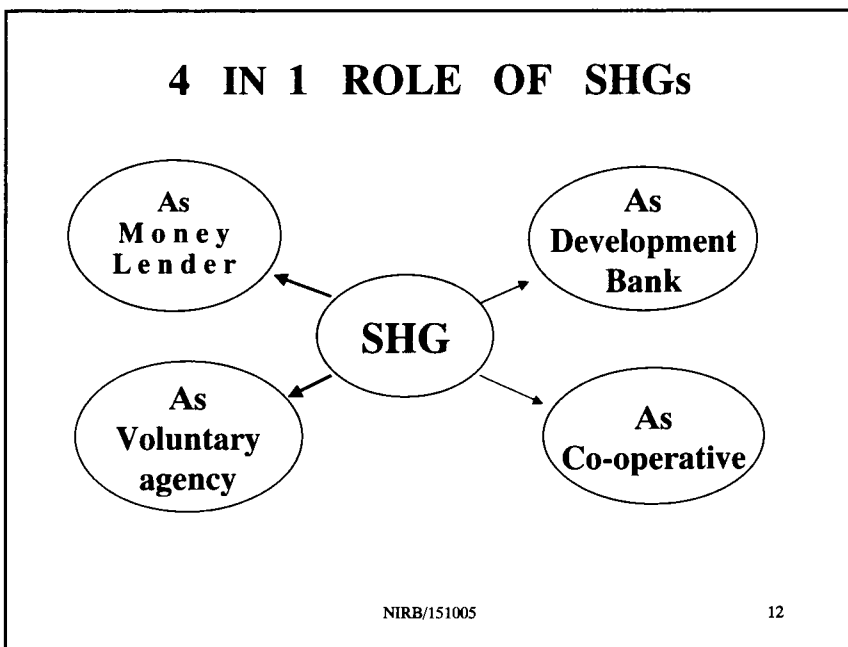 4 IN 1 ROLE OF SHGs
As
Money
Lender
As
Development
Bank
SHG
As
Voluntary
agency
As
Co-operative
NIRB/151005
12